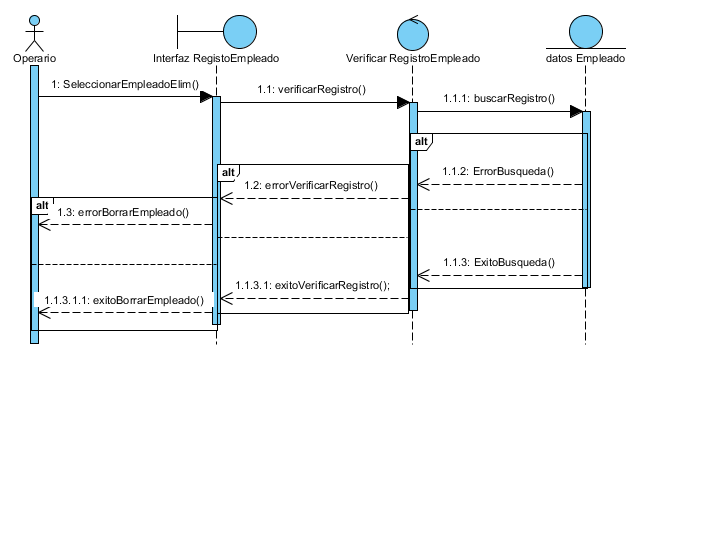 Operario
Interfaz RegistoEmpleado
Verificar RegistroEmpleado
datos Empleado
1: SeleccionarEmpleadoElim()
1.1: verificarRegistro()
1.1.1: buscarRegistro()
alt
alt
1.1.2: ErrorBusqueda()
1.2: errorVerificarRegistro()
alt
1.3: errorBorrarEmpleado()
1.1.3: ExitoBusqueda()
1.1.3.1: exitoVerificarRegistro();
1.1.3.1.1: exitoBorrarEmpleado()